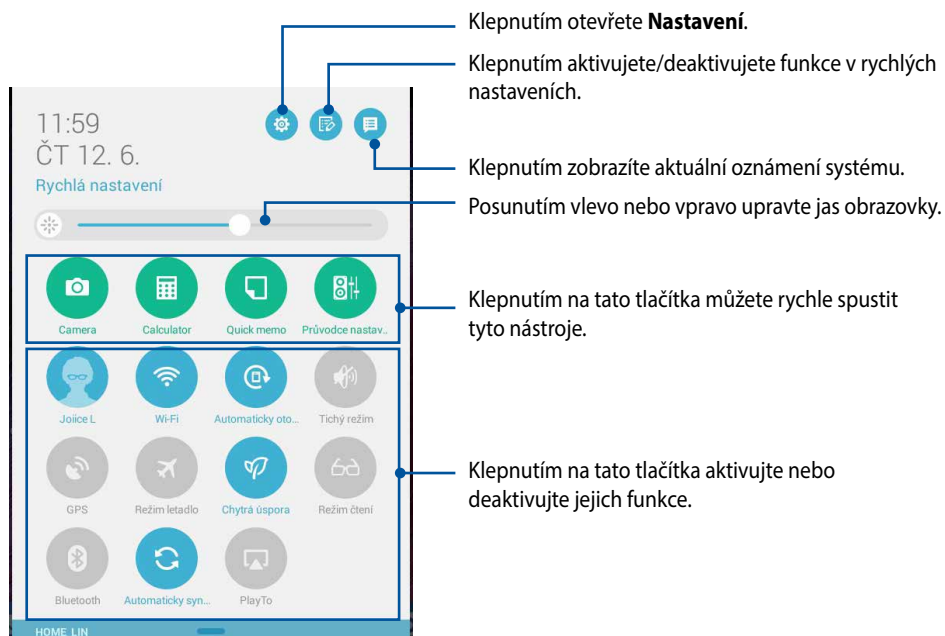 Klepnutím otevřete Nastavení.
Klepnutím aktivujete/deaktivujete funkce v rychlých
nastaveních.
Klepnutím zobrazíte aktuální oznámení systému.
Posunutím vlevo nebo vpravo upravte jas obrazovky.
Klepnutím na tato tlačítka můžete rychle spustit
tyto nástroje.
Klepnutím na tato tlačítka aktivujte nebo
deaktivujte jejich funkce.
11:59
ČT 12. 6.
Rychlá nastavení
Camera Calculator Quick memo Průvodce nastav..
Joiice L Wi-Fi Automaticky oto... Tichý režim
GPS Režim letadlo Chytrá úspora Režim čtení
Bluetooth Automaticky syn... PlayTo
HOME_LIN